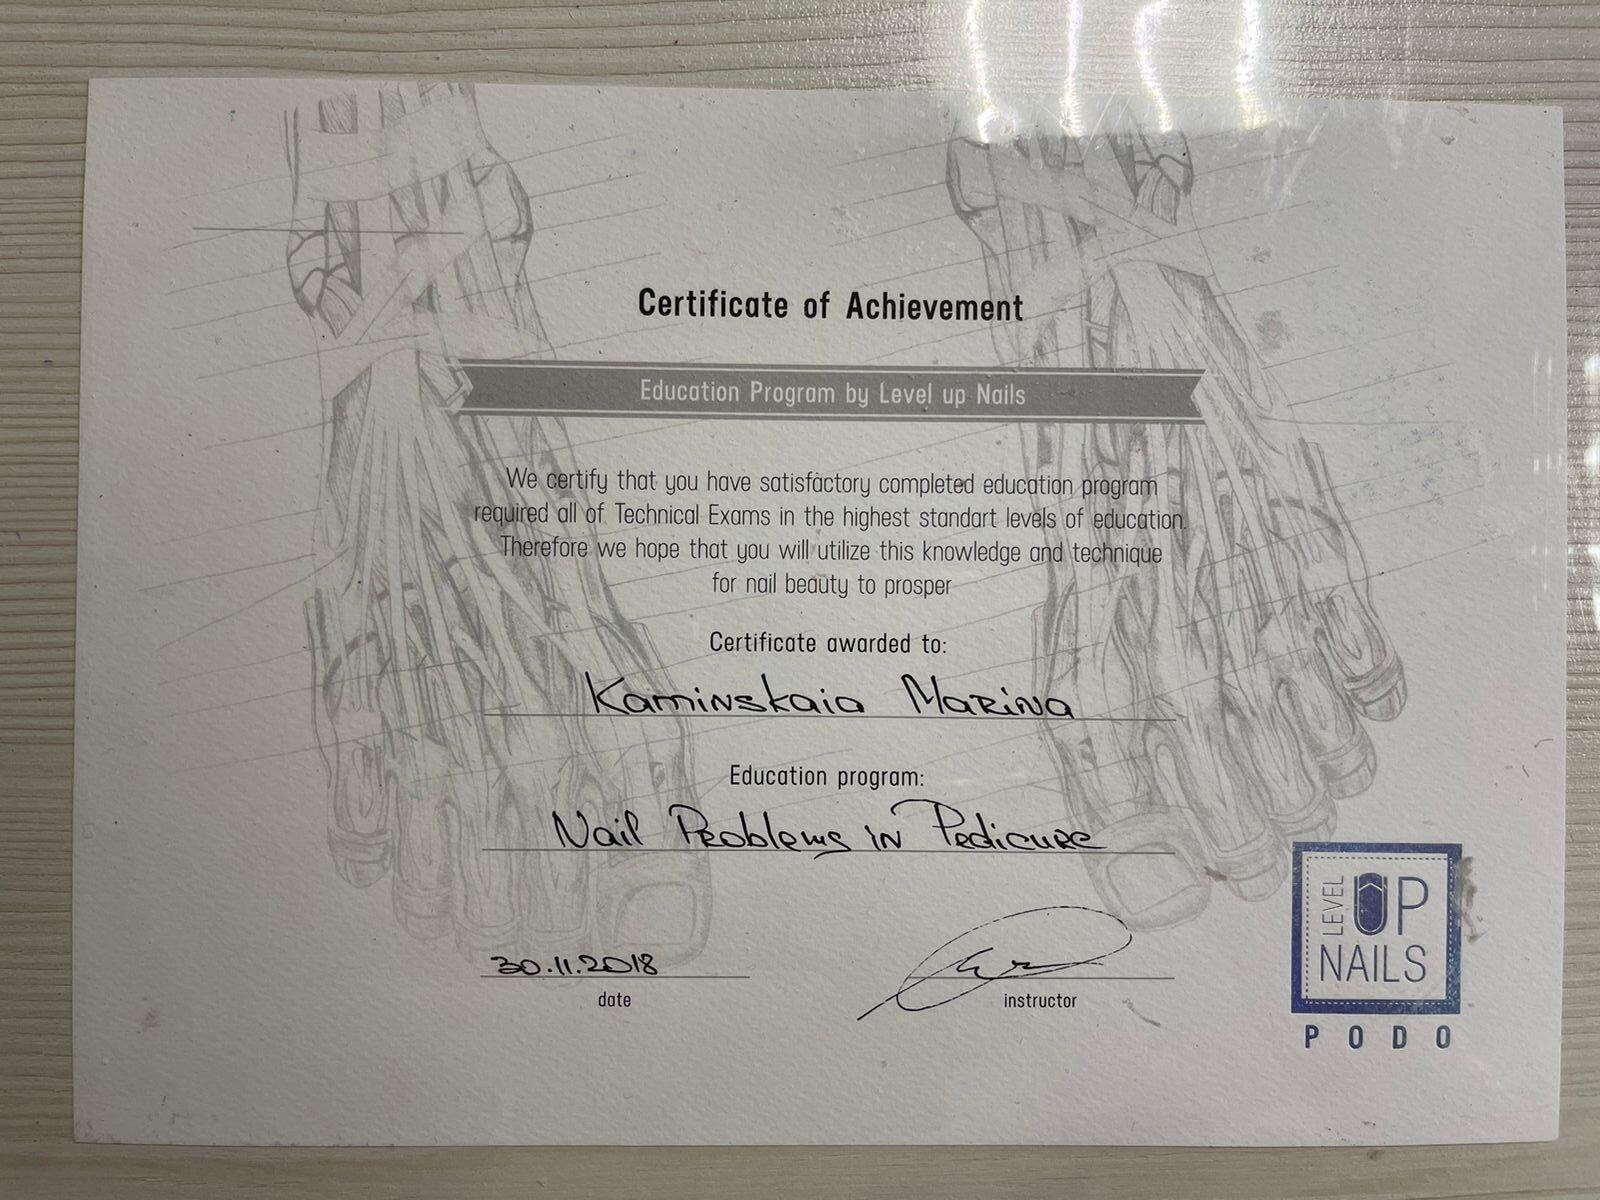 Certificate of Achievement
Education Program by Level up Nails
We certify that you have satisfactory completed education program
required all of Technical Exams in the highest standart levels of education.
Therefore we hope that you will utilize this knowledge and technique
for nail beauty to prosper
Certificate awarded to:
Kaminskaia Marina
Education program:
Nail Problems in Pedicure
30.11.2018
date
instructor
LEVEL UP
NAILS
PODO